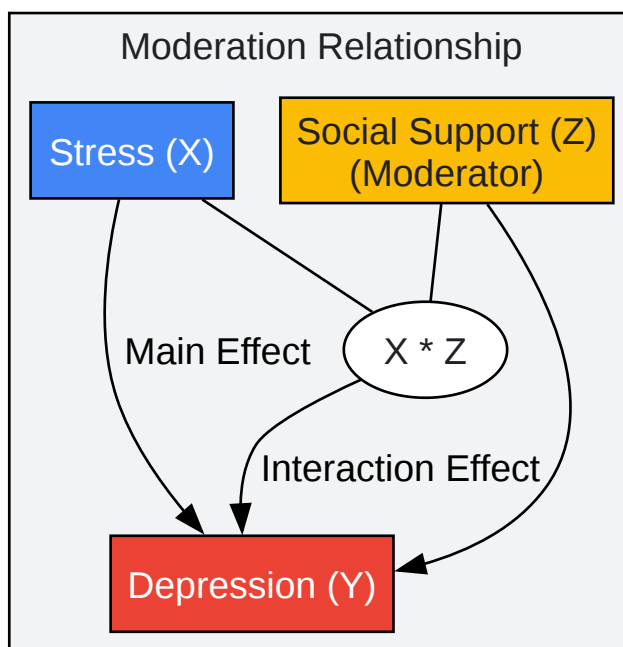 Moderation Relationship
Stress (X)
Social Support (Z)
(Moderator)
Main Effect
X * Z
Interaction Effect
Depression (Y)